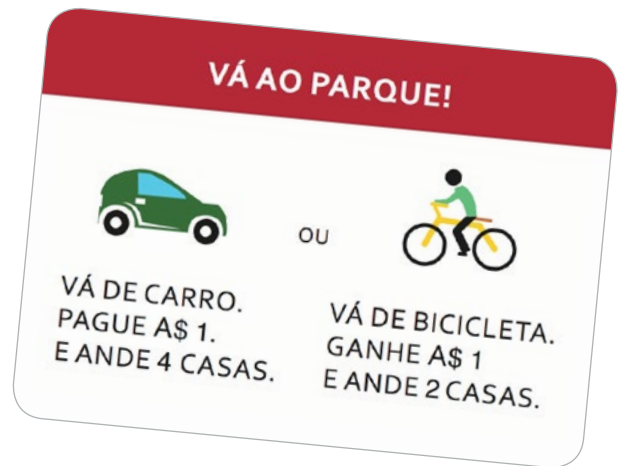 VÁ AO PARQUE!
VÁ DE CARRO.
PAGUE A$ 1.
E ANDE 4 CASAS.
OU
VÁ DE BICICLETA.
GANHE A$ 1
E ANDE 2 CASAS.